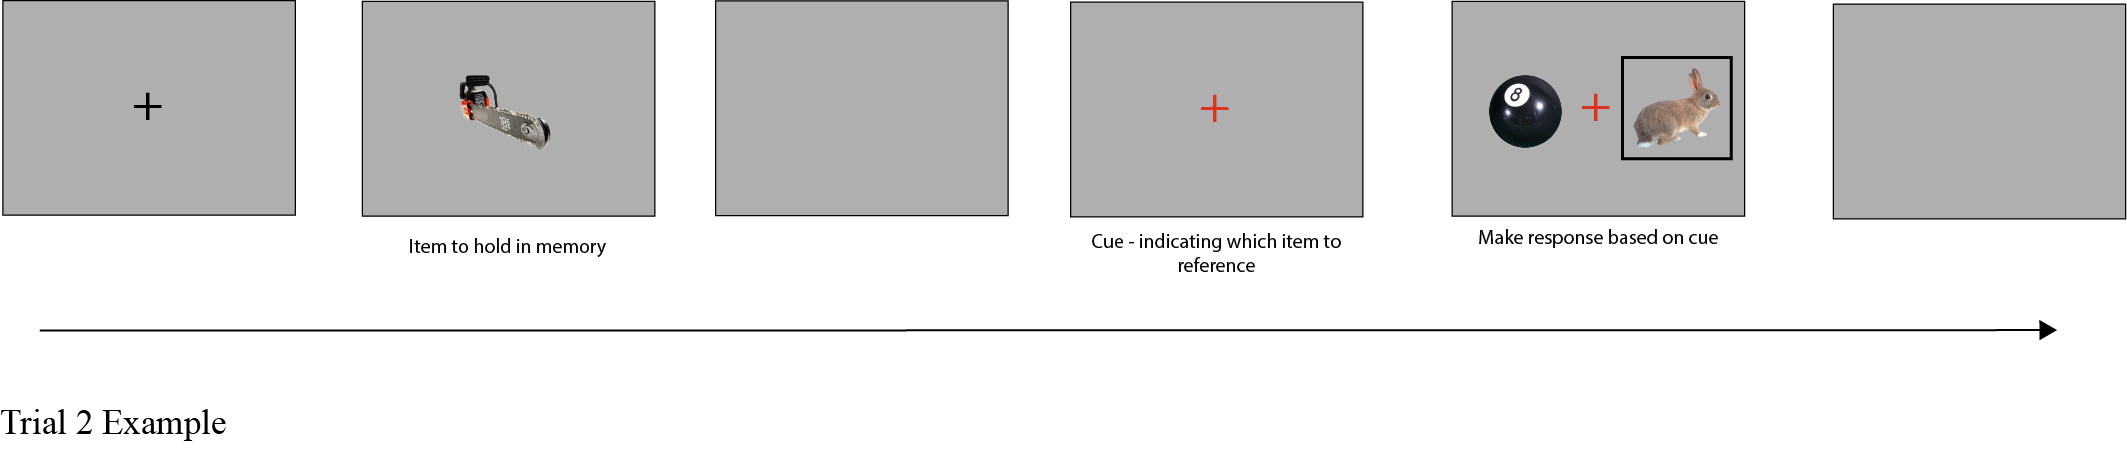 8
Item to hold in memory
Cue - indicating which item to
reference
Make response based on cue
Trial 2 Example